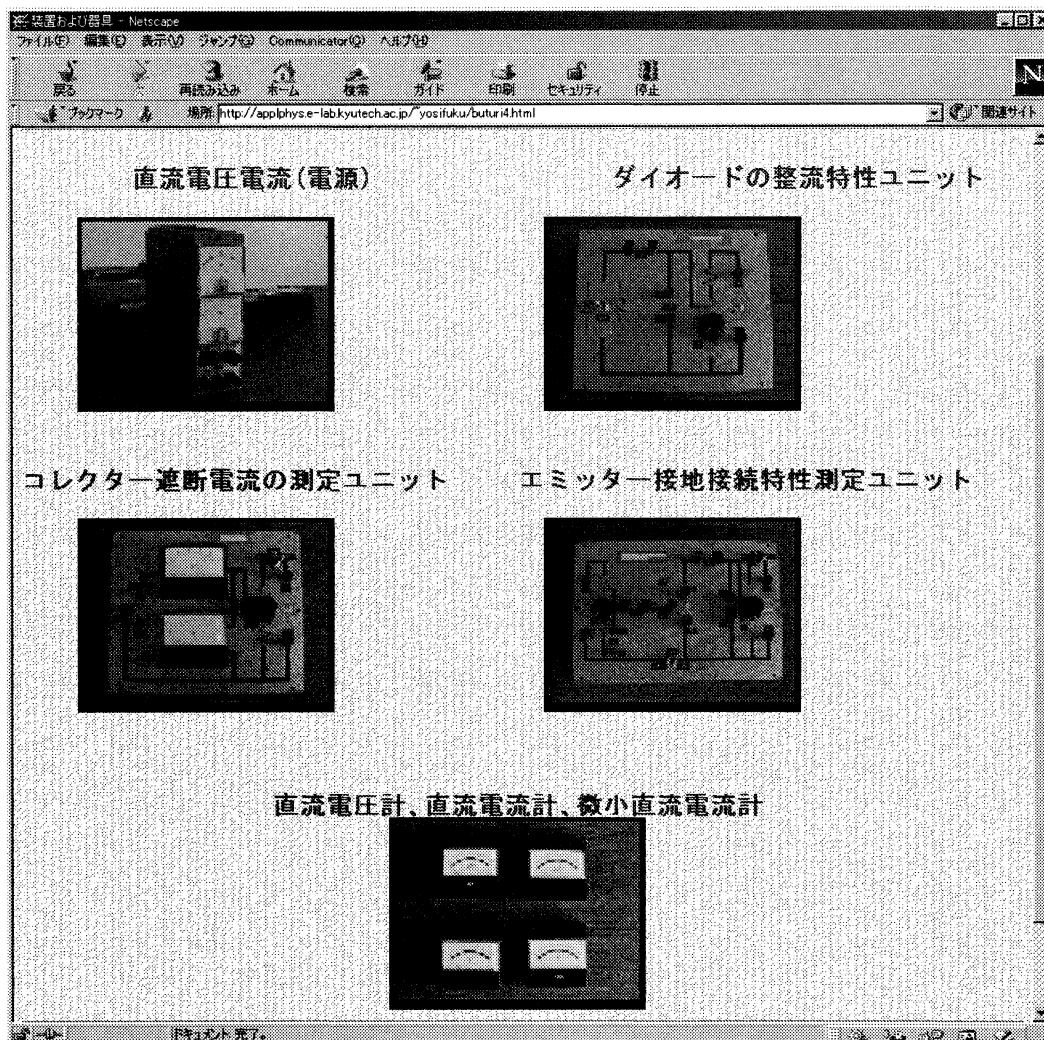 装置および器具 - Netscape
ファイル(F) 編集(E) 表示(V) ジャンプ(G) Communicator(C) ヘルプ(H)
戻る 再読み込み ホーム 検索 ガイド 印刷 セキュリティ 停止 N
ブックマーク 場所: http://applphys.e-lab.kyutech.ac.jp/~yosifuku/buturi4.html 関連サイト
直流電圧電流(電源) ダイオードの整流特性ユニット
コレクター遮断電流の測定ユニット エミッター接地接続特性測定ユニット
直流電圧計、直流電流計、微小直流電流計
ドキュメント: 完了。